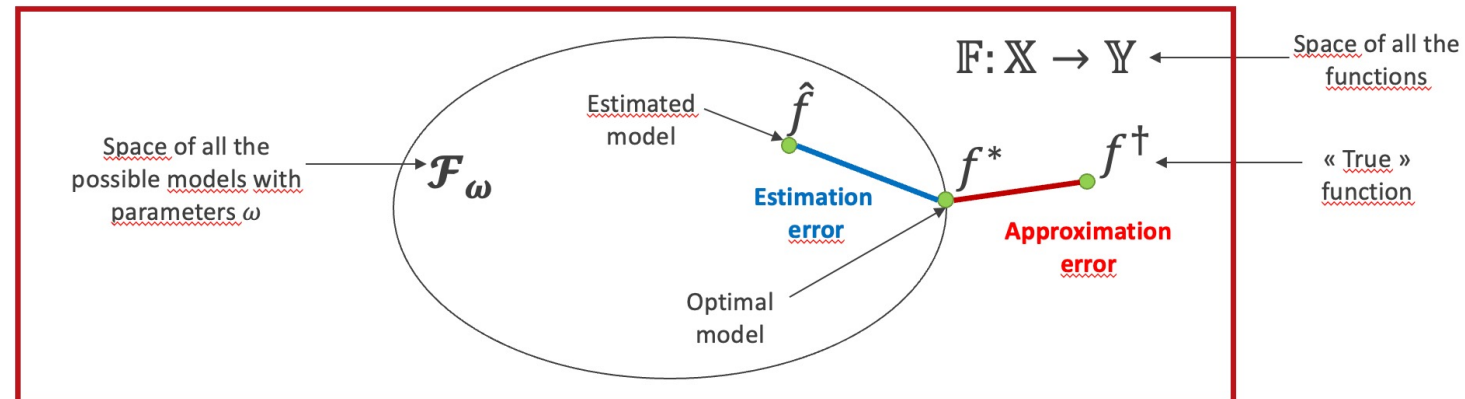 𝔽: 𝕏 → 𝕐
Space of all the
functions
Estimated
model
f̂
Space of all the
possible models with
parameters ω
ℱω
f*
f†
« True »
function
Estimation
error
Approximation
error
Optimal
model